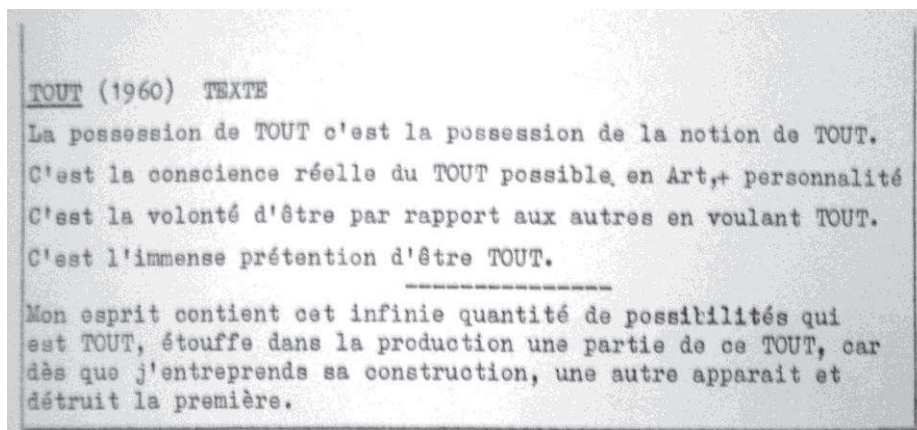 TOUT (1960) TEXTE
La possession de TOUT c'est la possession de la notion de TOUT.
C'est la conscience réelle du TOUT possible. en Art,+ personnalité
C'est la volonté d'être par rapport aux autres en voulant TOUT.
C'est l'immense prétention d'être TOUT.
---------------
Mon esprit contient cet infinie quantité de possibilités qui
est TOUT, étouffe dans la production une partie de ce TOUT, car
dès que j'entreprends sa construction, une autre apparait et
détruit la première.